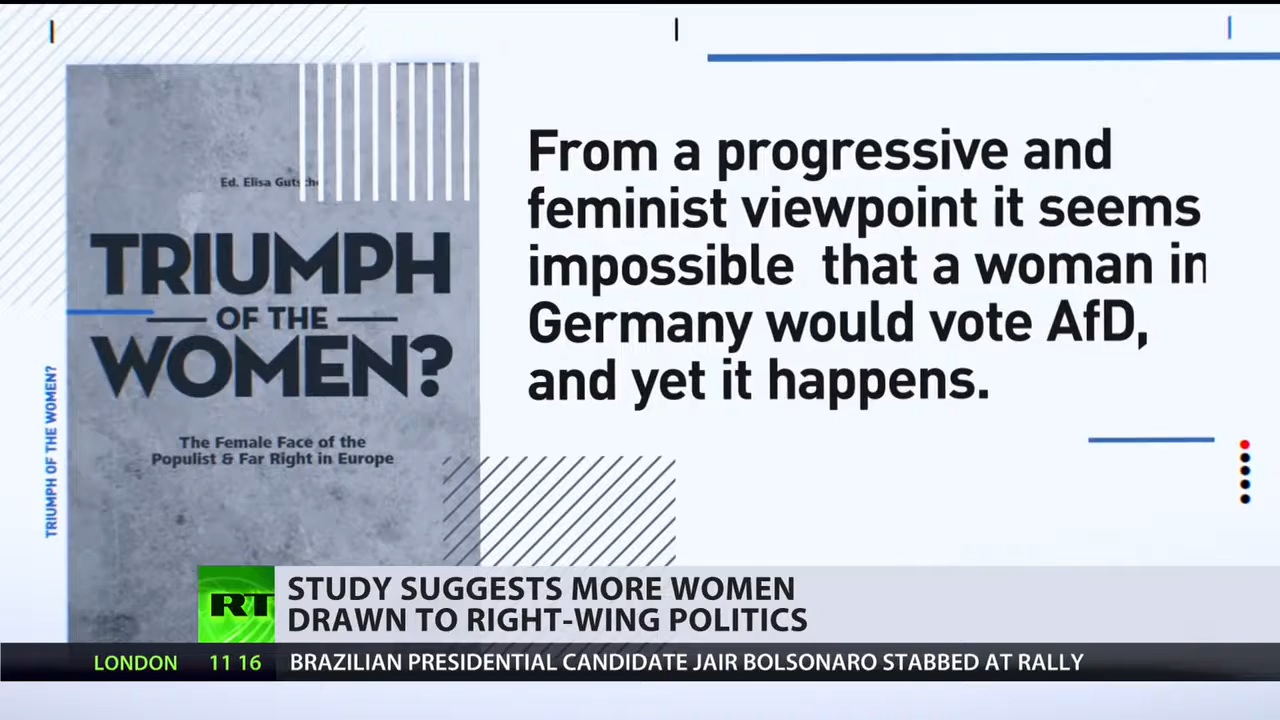 Ed. Elisa
TRIUMPH
OF THE
WOMEN?
The Female Face of the
Populist & Far Right in Europe
TRIUMPH OF THE WOMEN?
From a progressive and
feminist viewpoint it seems
impossible that a woman in
Germany would vote AfD,
and yet it happens.
RT
STUDY SUGGESTS MORE WOMEN
DRAWN TO RIGHT-WING POLITICS
LONDON 11 16 BRAZILIAN PRESIDENTIAL CANDIDATE JAIR BOLSONARO STABBED AT RALLY